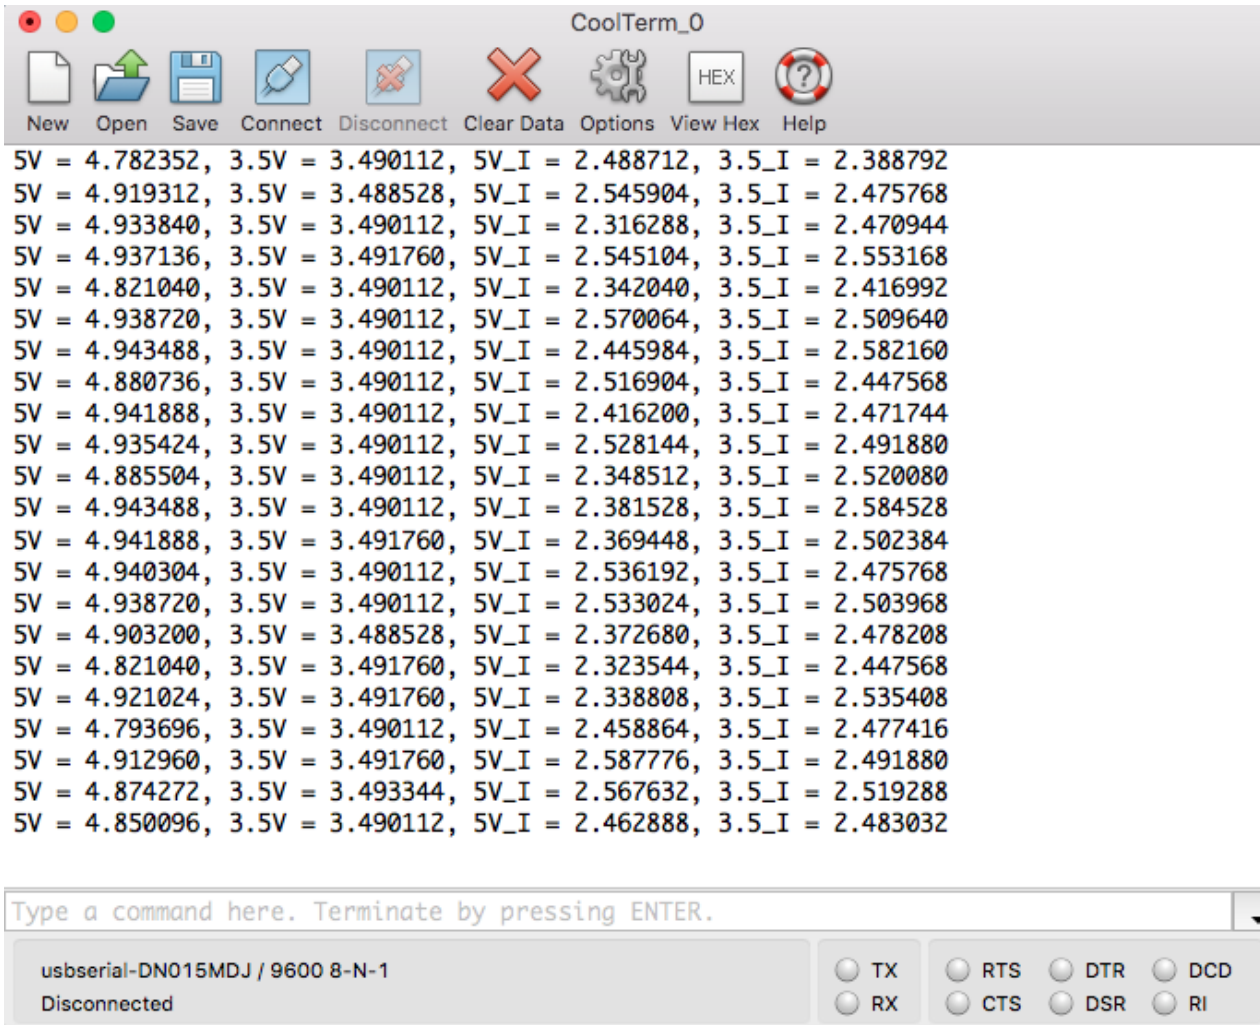 CoolTerm_0
New Open Save Connect Disconnect Clear Data Options View Hex Help
HEX
5V = 4.782352, 3.5V = 3.490112, 5V_I = 2.488712, 3.5_I = 2.388792
5V = 4.919312, 3.5V = 3.488528, 5V_I = 2.545904, 3.5_I = 2.475768
5V = 4.933840, 3.5V = 3.490112, 5V_I = 2.316288, 3.5_I = 2.470944
5V = 4.937136, 3.5V = 3.491760, 5V_I = 2.545104, 3.5_I = 2.553168
5V = 4.821040, 3.5V = 3.490112, 5V_I = 2.342040, 3.5_I = 2.416992
5V = 4.938720, 3.5V = 3.490112, 5V_I = 2.570064, 3.5_I = 2.509640
5V = 4.943488, 3.5V = 3.490112, 5V_I = 2.445984, 3.5_I = 2.582160
5V = 4.880736, 3.5V = 3.490112, 5V_I = 2.516904, 3.5_I = 2.447568
5V = 4.941888, 3.5V = 3.490112, 5V_I = 2.416200, 3.5_I = 2.471744
5V = 4.935424, 3.5V = 3.490112, 5V_I = 2.528144, 3.5_I = 2.491880
5V = 4.885504, 3.5V = 3.490112, 5V_I = 2.348512, 3.5_I = 2.520080
5V = 4.943488, 3.5V = 3.490112, 5V_I = 2.381528, 3.5_I = 2.584528
5V = 4.941888, 3.5V = 3.491760, 5V_I = 2.369448, 3.5_I = 2.502384
5V = 4.940304, 3.5V = 3.490112, 5V_I = 2.536192, 3.5_I = 2.475768
5V = 4.938720, 3.5V = 3.490112, 5V_I = 2.533024, 3.5_I = 2.503968
5V = 4.903200, 3.5V = 3.488528, 5V_I = 2.372680, 3.5_I = 2.478208
5V = 4.821040, 3.5V = 3.491760, 5V_I = 2.323544, 3.5_I = 2.447568
5V = 4.921024, 3.5V = 3.491760, 5V_I = 2.338808, 3.5_I = 2.535408
5V = 4.793696, 3.5V = 3.490112, 5V_I = 2.458864, 3.5_I = 2.477416
5V = 4.912960, 3.5V = 3.491760, 5V_I = 2.587776, 3.5_I = 2.491880
5V = 4.874272, 3.5V = 3.493344, 5V_I = 2.567632, 3.5_I = 2.519288
5V = 4.850096, 3.5V = 3.490112, 5V_I = 2.462888, 3.5_I = 2.483032
Type a command here. Terminate by pressing ENTER.
usbserial-DN015MDJ / 9600 8-N-1 TX RTS DTR DCD
Disconnected RX CTS DSR RI